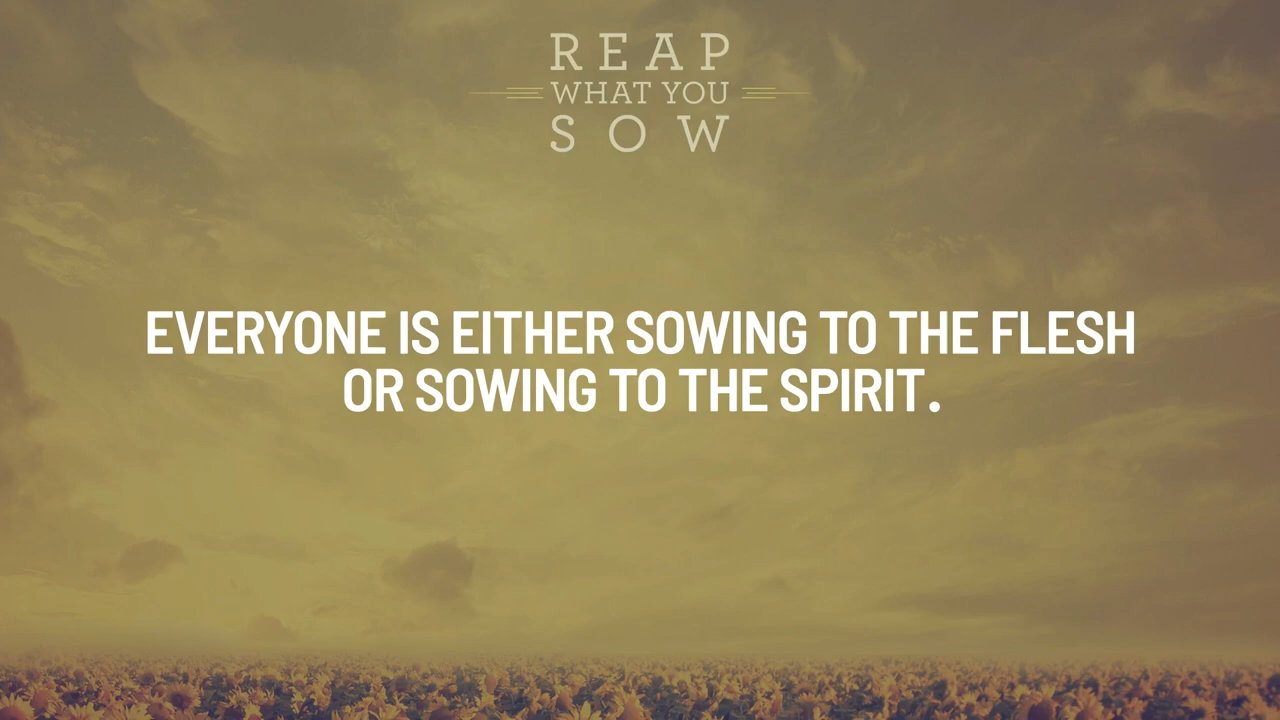 REAP
WHAT YOU
SOW
EVERYONE IS EITHER SOWING TO THE FLESH
OR SOWING TO THE SPIRIT.